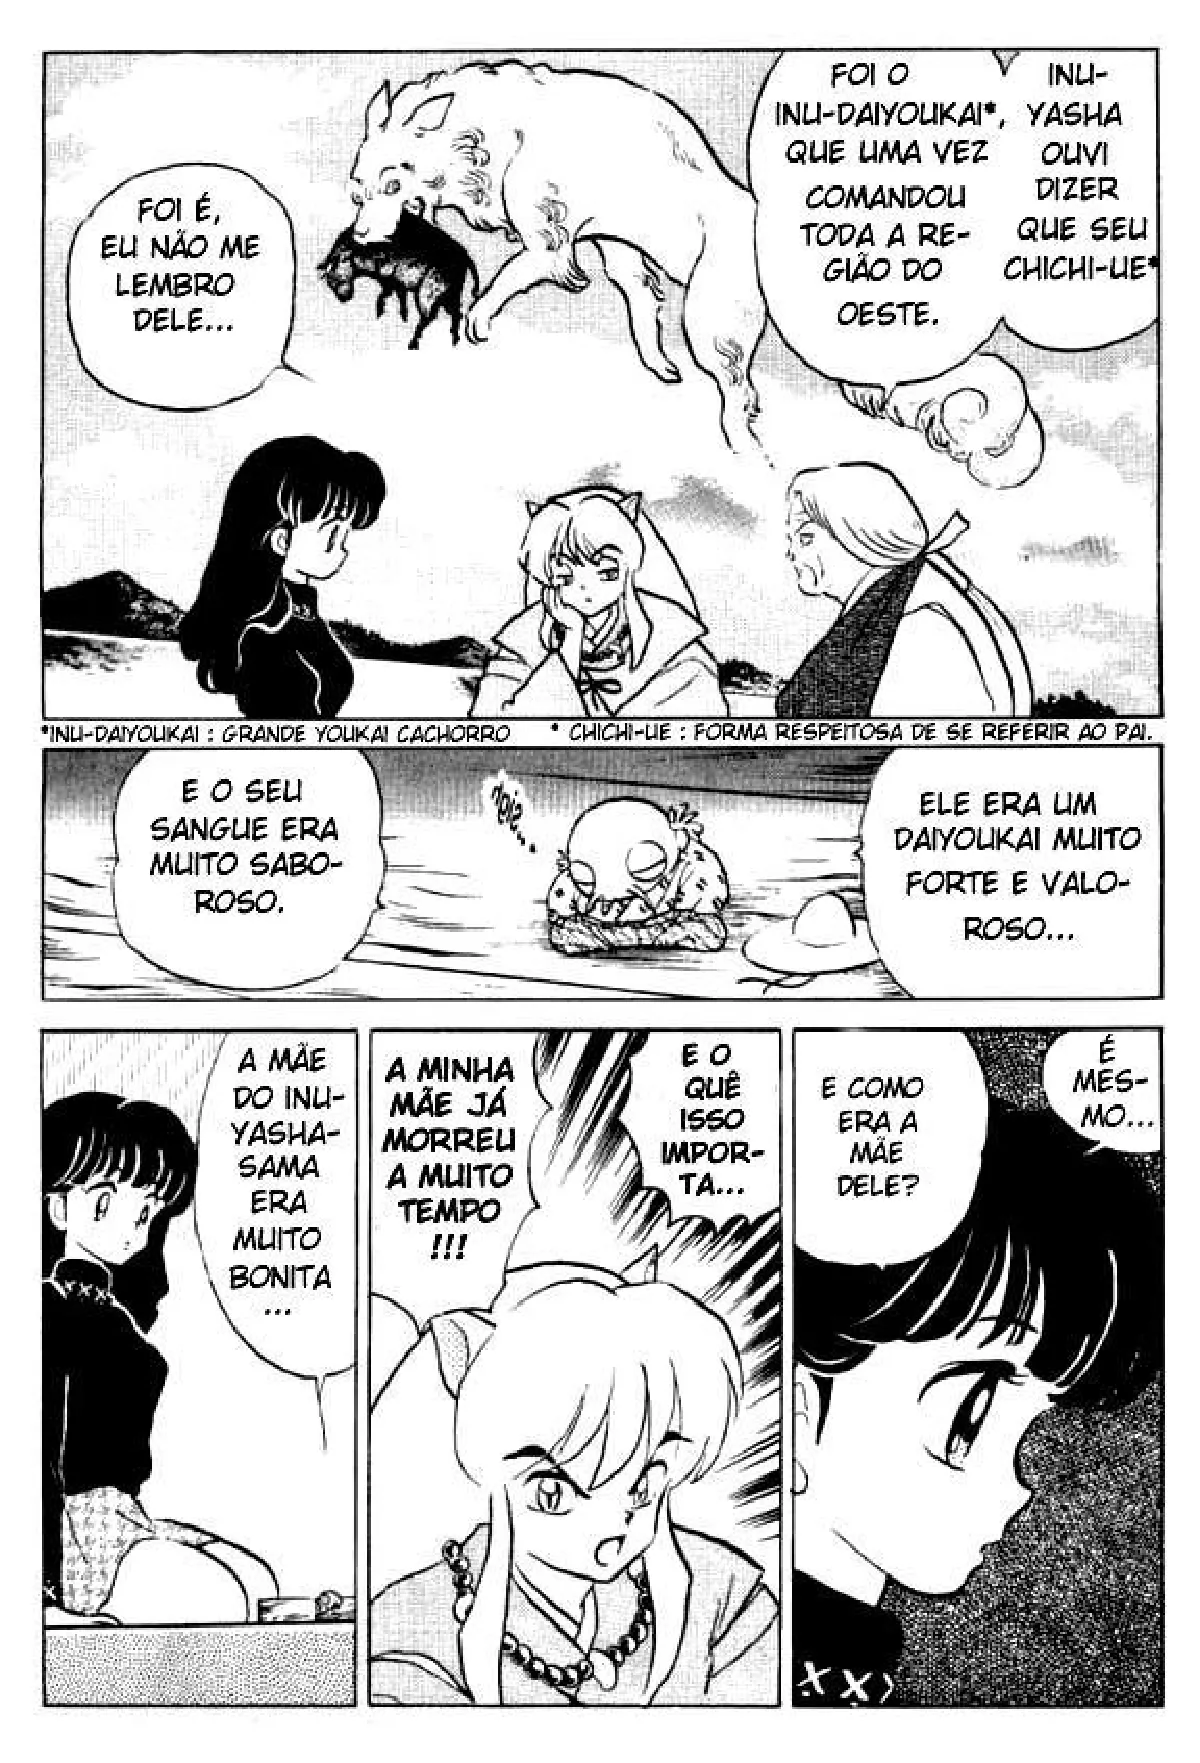 INU-
YASHA
OUVI
DIZER
QUE SEU
CHICHI-UE*
FOI O
INU-DAIYOUKAI*,
QUE UMA VEZ
COMANDOU
TODA A RE-
GIÃO DO
OESTE.
FOI É,
EU NÃO ME
LEMBRO
DELE...
*INU-DAIYOUKAI : GRANDE YOUKAI CACHORRO
* CHICHI-UE : FORMA RESPEITOSA DE SE REFERIR AO PAI.
ELE ERA UM
DAIYOUKAI MUITO
FORTE E VALO-
ROSO...
E O SEU
SANGUE ERA
MUITO SABO-
ROSO.
É
MES-
MO...
E COMO
ERA A
MÃE
DELE?
E O
QUÊ
ISSO
IMPOR-
TA...
A MINHA
MÃE JÁ
MORREU
A MUITO
TEMPO
!!!
A MÃE
DO INU-
YASHA-
SAMA
ERA
MUITO
BONITA
...